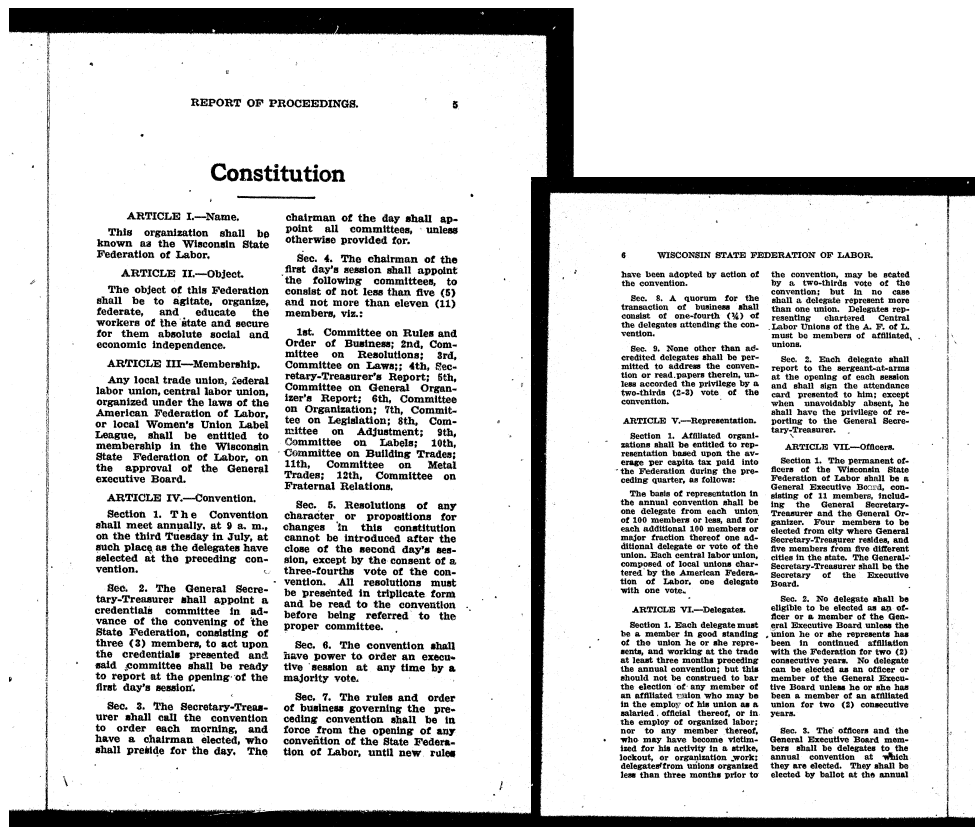 REPORT OF PROCEEDINGS. 5
Constitution
ARTICLE I.—Name.
This organization shall be
known as the Wisconsin State
Federation of Labor.
ARTICLE II.—Object.
The object of this Federation
shall be to agitate, organize,
federate, and educate the
workers of the state and secure
for them absolute social and
economic independence.
ARTICLE III—Membership.
Any local trade union, federal
labor union, central labor union,
organized under the laws of the
American Federation of Labor,
or local Women's Union Label
League, shall be entitled to
membership in the Wisconsin
State Federation of Labor, on
the approval of the General
executive Board.
ARTICLE IV.—Convention.
Section 1. The Convention
shall meet annually, at 9 a. m.,
on the third Tuesday in July, at
such place as the delegates have
selected at the preceding con-
vention.
Sec. 2. The General Secre-
tary-Treasurer shall appoint a
credentials committee in ad-
vance of the convening of the
State Federation, consisting of
three (3) members, to act upon
the credentials presented and
said committee shall be ready
to report at the opening of the
first day's session.
Sec. 3. The Secretary-Treas-
urer shall call the convention
to order each morning, and
have a chairman elected, who
shall preside for the day. The
chairman of the day shall ap-
point all committees, unless
otherwise provided for.
Sec. 4. The chairman of the
first day's session shall appoint
the following committees, to
consist of not less than five (5)
and not more than eleven (11)
members, viz.:
1st. Committee on Rules and
Order of Business; 2nd, Com-
mittee on Resolutions; 3rd,
Committee on Laws;; 4th, Sec-
retary-Treasurer's Report; 5th,
Committee on General Organ-
izer's Report; 6th, Committee
on Organization; 7th, Commit-
tee on Legislation; 8th, Com-
mittee on Adjustment; 9th,
Committee on Labels; 10th,
Committee on Building Trades;
11th, Committee on Metal
Trades; 12th, Committee on
Fraternal Relations.
Sec. 5. Resolutions of any
character or propositions for
changes in this constitution
cannot be introduced after the
close of the second day's ses-
sion, except by the consent of a
three-fourths vote of the con-
vention. All resolutions must
be presented in triplicate form
and be read to the convention
before being referred to the
proper committee.
Sec. 6. The convention shall
have power to order an execu-
tive session at any time by a
majority vote.
Sec. 7. The rules and order
of business governing the pre-
ceding convention shall be in
force from the opening of any
convention of the State Federa-
tion of Labor, until new rules
6 WISCONSIN STATE FEDERATION OF LABOR.
have been adopted by action of
the convention.
Sec. 8. A quorum for the
transaction of business shall
consist of one-fourth (¼) of
the delegates attending the con-
vention.
Sec. 9. None other than ac-
credited delegates shall be per-
mitted to address the conven-
tion or read papers therein, un-
less accorded the privilege by a
two-thirds (2-3) vote of the
convention.
ARTICLE V.—Representation.
Section 1. Affiliated organi-
zations shall be entitled to rep-
resentation based upon the av-
erage per capita tax paid into
the Federation during the pre-
ceding quarter, as follows:
The basis of representation in
the annual convention shall be
one delegate from each union
of 100 members or less, and for
each additional 100 members or
major fraction thereof one ad-
ditional delegate or vote of the
union. Each central labor union,
composed of local unions char-
tered by the American Federa-
tion of Labor, one delegate
with one vote.
ARTICLE VI.—Delegates.
Section 1. Each delegate must
be a member in good standing
of the union he or she repre-
sents, and working at the trade
at least three months preceding
the annual convention; but this
should not be construed to bar
the election of any member of
an affiliated union who may be
in the employ of his union as a
salaried official thereof, or in
the employ of organized labor;
nor to any member thereof,
who may have become victim-
ized for his activity in a strike,
lockout, or organization work;
delegates from unions organized
less than three months prior to
the convention, may be seated
by a two-thirds vote of the
convention; but in no case
shall a delegate represent more
than one union. Delegates rep-
resenting chartered Central
Labor Unions of the A. F. of L.
must be members of affiliated
unions.
Sec. 2. Each delegate shall
report to the sergeant-at-arms
at the opening of each session
and shall sign the attendance
card presented to him; except
when unavoidably absent, he
shall have the privilege of re-
porting to the General Secre-
tary-Treasurer.
ARTICLE VII.—Officers.
Section 1. The permanent of-
ficers of the Wisconsin State
Federation of Labor shall be a
General Executive Board, con-
sisting of 11 members, includ-
ing the General Secretary-
Treasurer and the General Or-
ganizer. Four members to be
elected from city where General
Secretary-Treasurer resides, and
five members from five different
cities in the state. The General-
Secretary-Treasurer shall be the
Secretary of the Executive
Board.
Sec. 2. No delegate shall be
eligible to be elected as an of-
ficer or a member of the Gen-
eral Executive Board unless the
union he or she represents has
been in continued affiliation
with the Federation for two (2)
consecutive years. No delegate
can be elected as an officer or
member of the General Execu-
tive Board unless he or she has
been a member of an affiliated
union for two (2) consecutive
years.
Sec. 3. The officers and the
General Executive Board mem-
bers shall be delegates to the
annual convention at which
they are elected. They shall be
elected by ballot at the annual